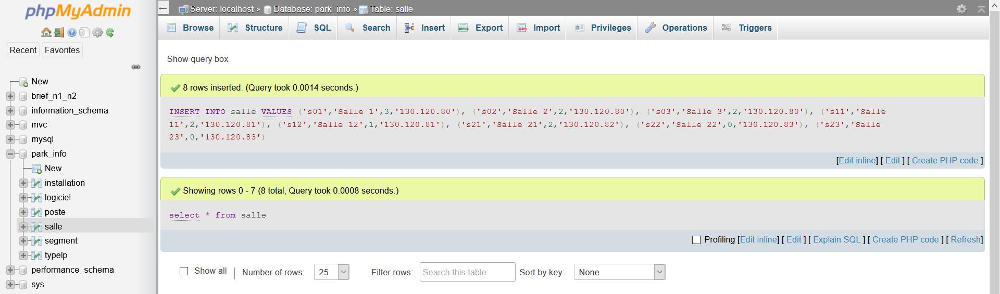 phpMyAdmin
Recent Favorites
New
brief_n1_n2
information_schema
mvc
mysql
park_info
New
installation
logiciel
poste
salle
segment
typelp
performance_schema
sys
Server: localhost » Database: park_info » Table: salle
Browse Structure SQL Search Insert Export Import Privileges Operations Triggers
Show query box
8 rows inserted. (Query took 0.0014 seconds.)
INSERT INTO salle VALUES ('s01','Salle 1',3,'130.120.80'), ('s02','Salle 2',2,'130.120.80'), ('s03','Salle 3',2,'130.120.80'), ('s11','Salle
11',2,'130.120.81'), ('s12','Salle 12',1,'130.120.81'), ('s21','Salle 21',2,'130.120.82'), ('s22','Salle 22',0,'130.120.83'), ('s23','Salle
23',0,'130.120.83')
[Edit inline] [ Edit ] [ Create PHP code ]
Showing rows 0 - 7 (8 total, Query took 0.0008 seconds.)
select * from salle
Profiling [Edit inline] [ Edit ] [ Explain SQL ] [ Create PHP code ] [ Refresh]
Show all | Number of rows: 25 Filter rows: Search this table Sort by key: None